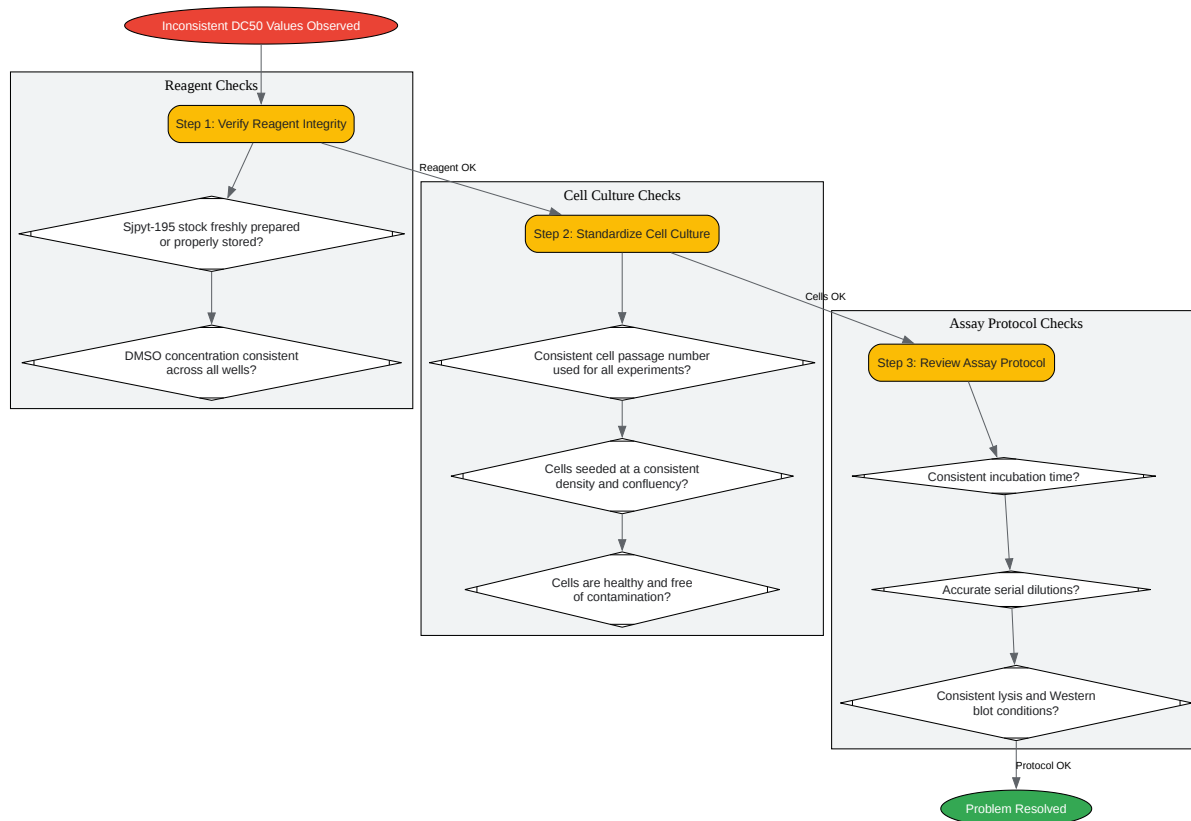 Inconsistent DC50 Values Observed
Reagent Checks
Step 1: Verify Reagent Integrity
Reagent OK
Sjpyt-195 stock freshly prepared
or properly stored?
DMSO concentration consistent
across all wells?
Cell Culture Checks
Step 2: Standardize Cell Culture
Cells OK
Consistent cell passage number
used for all experiments?
Cells seeded at a consistent
density and confluency?
Cells are healthy and free
of contamination?
Assay Protocol Checks
Step 3: Review Assay Protocol
Consistent incubation time?
Accurate serial dilutions?
Consistent lysis and Western
blot conditions?
Protocol OK
Problem Resolved